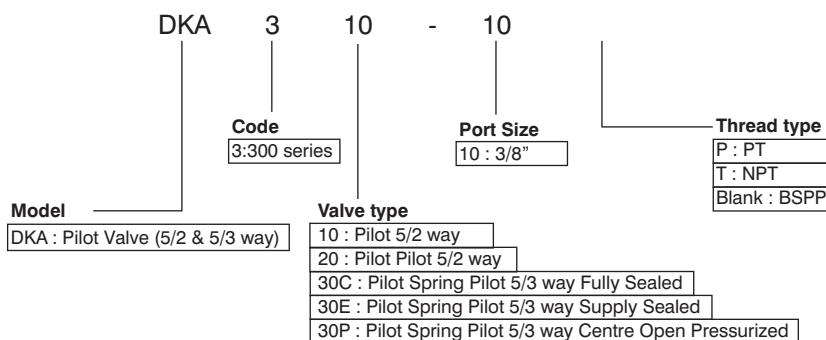 DKA 3 10 - 10
Code
3:300 series
Port Size
10 : 3/8”
Thread type
P : PT
T : NPT
Blank : BSPP
Model
DKA : Pilot Valve (5/2 & 5/3 way)
Valve type
10 : Pilot 5/2 way
20 : Pilot Pilot 5/2 way
30C : Pilot Spring Pilot 5/3 way Fully Sealed
30E : Pilot Spring Pilot 5/3 way Supply Sealed
30P : Pilot Spring Pilot 5/3 way Centre Open Pressurized